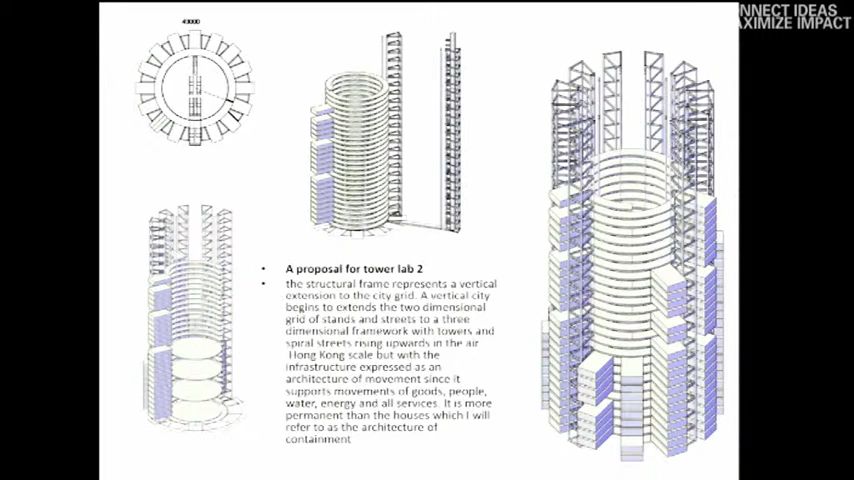 NNECT IDEAS
XIMIZE IMPACT
• A proposal for tower lab 2
• the structural frame represents a vertical
extension to the city grid. A vertical city
begins to extends the two dimensional
grid of stands and streets to a three
dimensional framework with towers and
spiral streets rising upwards in the air
Hong Kong scale but with the
infrastructure expressed as an
architecture of movement since it
supports movements of goods, people,
water, energy and all services. It is more
permanent than the houses which I will
refer to as the architecture of
containment